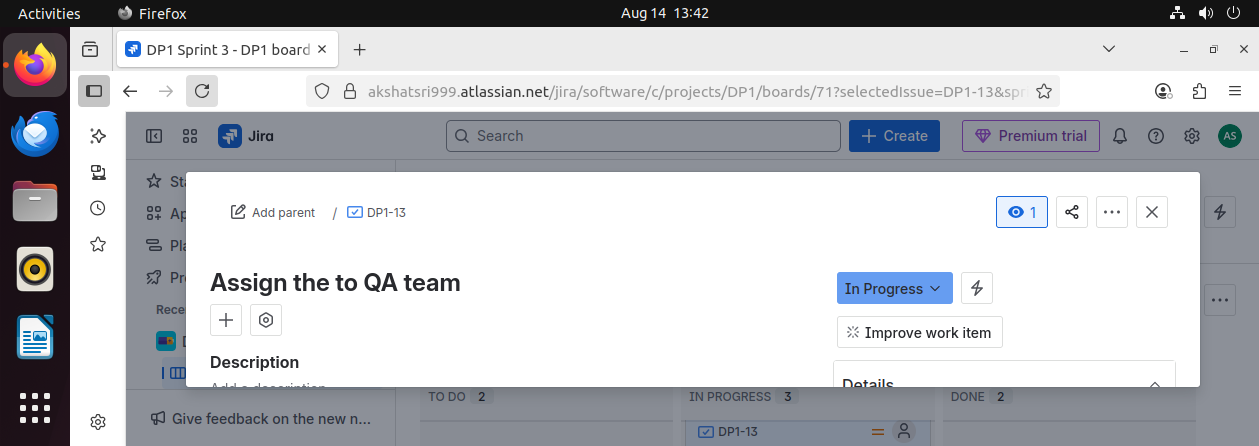 Activities
Firefox
Aug 14 13:42
DP1 Sprint 3 - DP1 board
akshatsri999.atlassian.net/jira/software/c/projects/DP1/boards/71?selectedIssue=DP1-13&spri
Jira
Search
Create
Premium trial
AS
Sta
Ap
Pla
Pro
Rece
D
Add parent / DP1-13
1
Assign the to QA team
In Progress
Improve work item
Description
Add a description
Details
Give feedback on the new n...
TO DO 2
IN PROGRESS 3
DONE 2
DP1-13